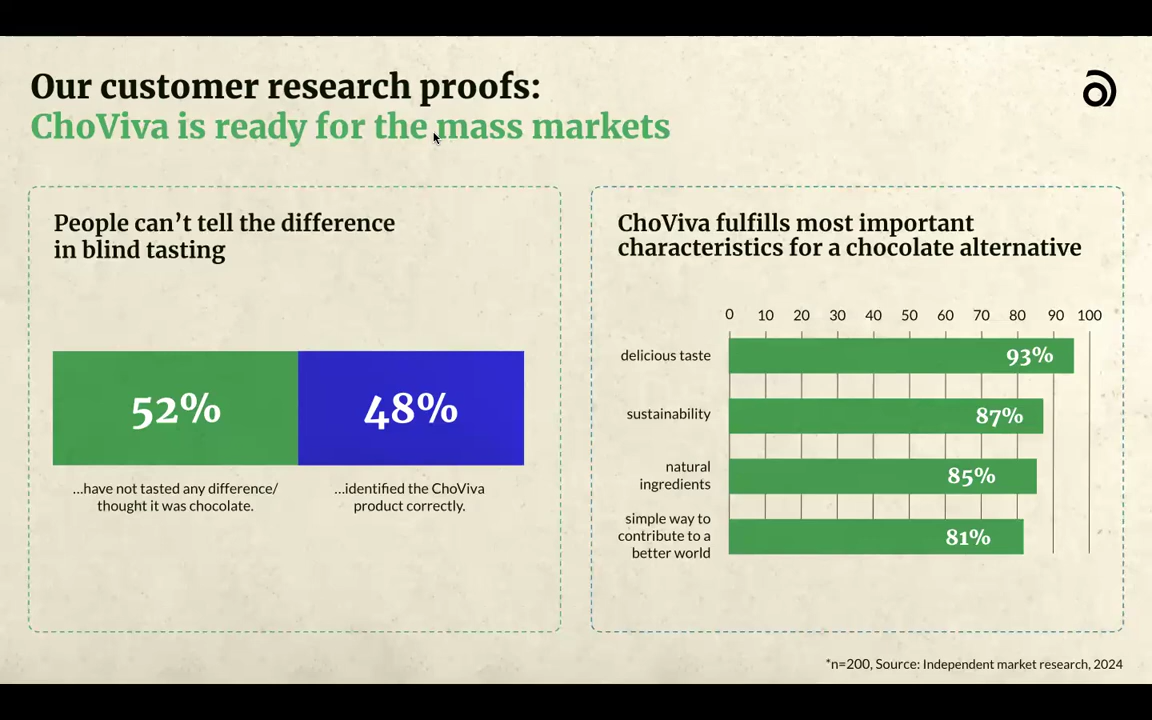 Our customer research proofs:
ChoViva is ready for the mass markets
People can’t tell the difference
in blind tasting
52%
48%
...have not tasted any difference/
thought it was chocolate.
...identified the ChoViva
product correctly.
ChoViva fulfills most important
characteristics for a chocolate alternative
0 10 20 30 40 50 60 70 80 90 100
delicious taste
93%
sustainability
87%
natural
ingredients
85%
simple way to
contribute to a
better world
81%
*n=200, Source: Independent market research, 2024